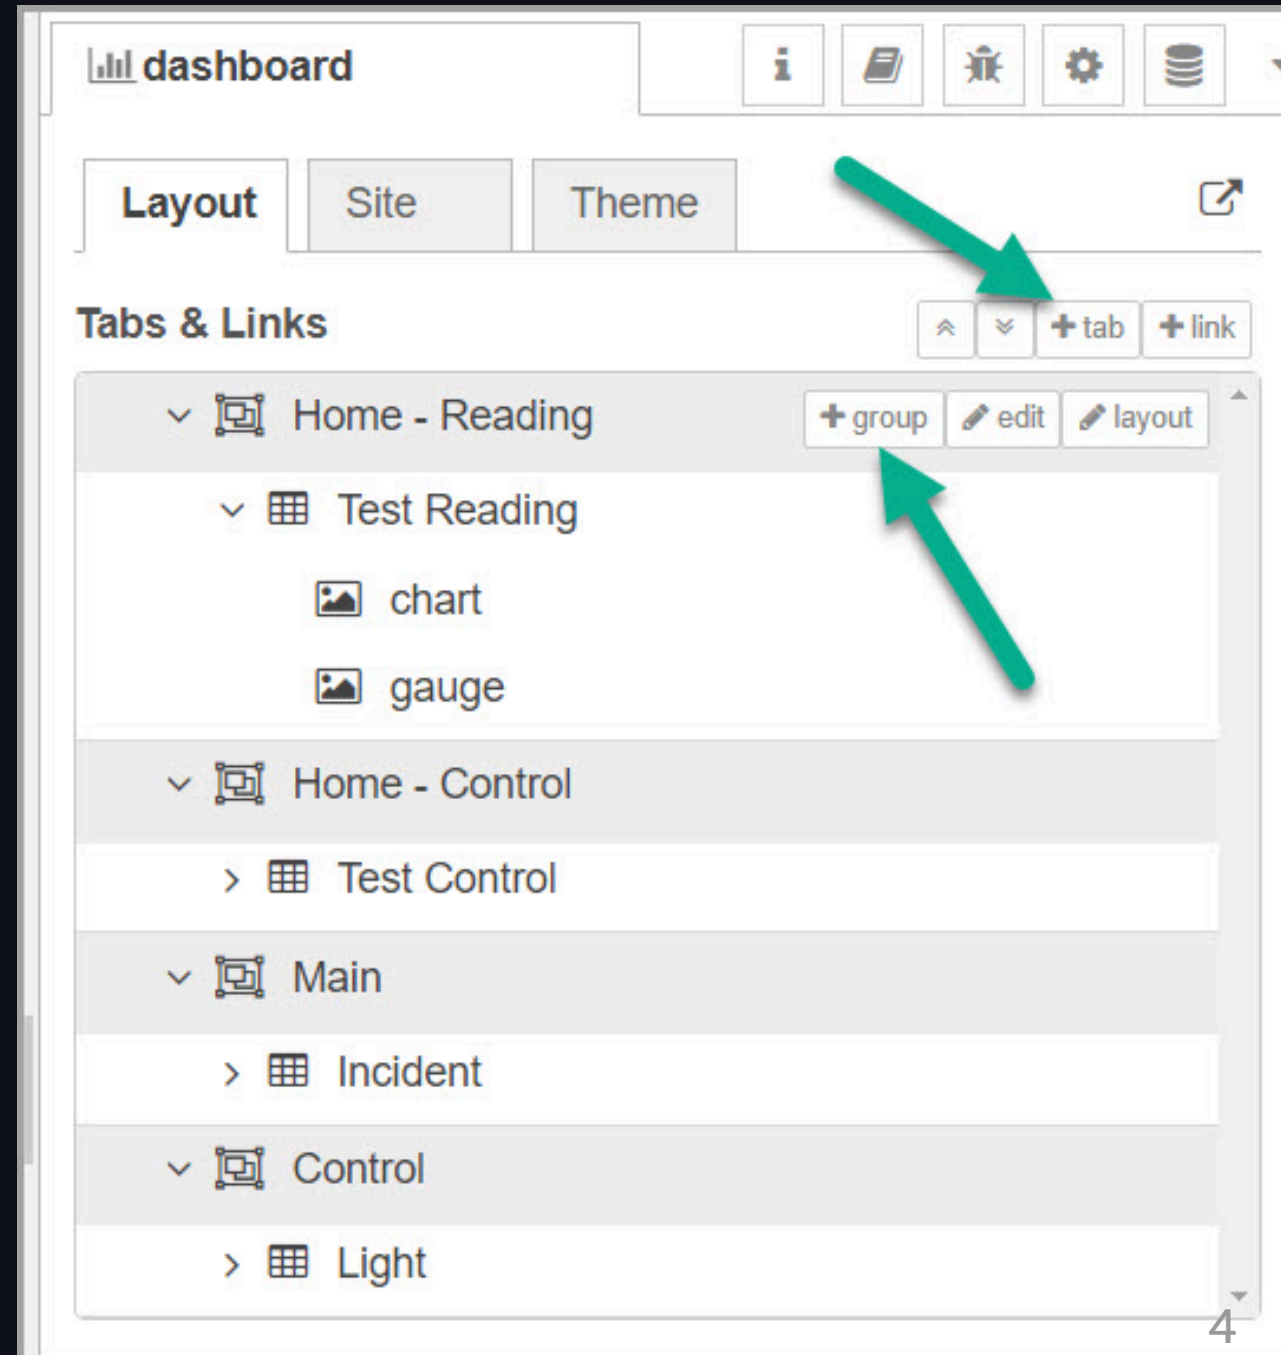 dashboard
Layout Site Theme
Tabs & Links tab link
Home - Reading group edit layout
Test Reading
chart
gauge
Home - Control
Test Control
Main
Incident
Control
Light
4